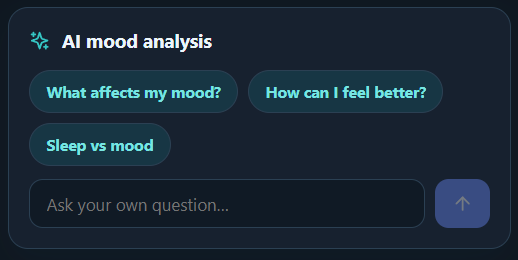 AI mood analysis
What affects my mood? How can I feel better?
Sleep vs mood
Ask your own question...